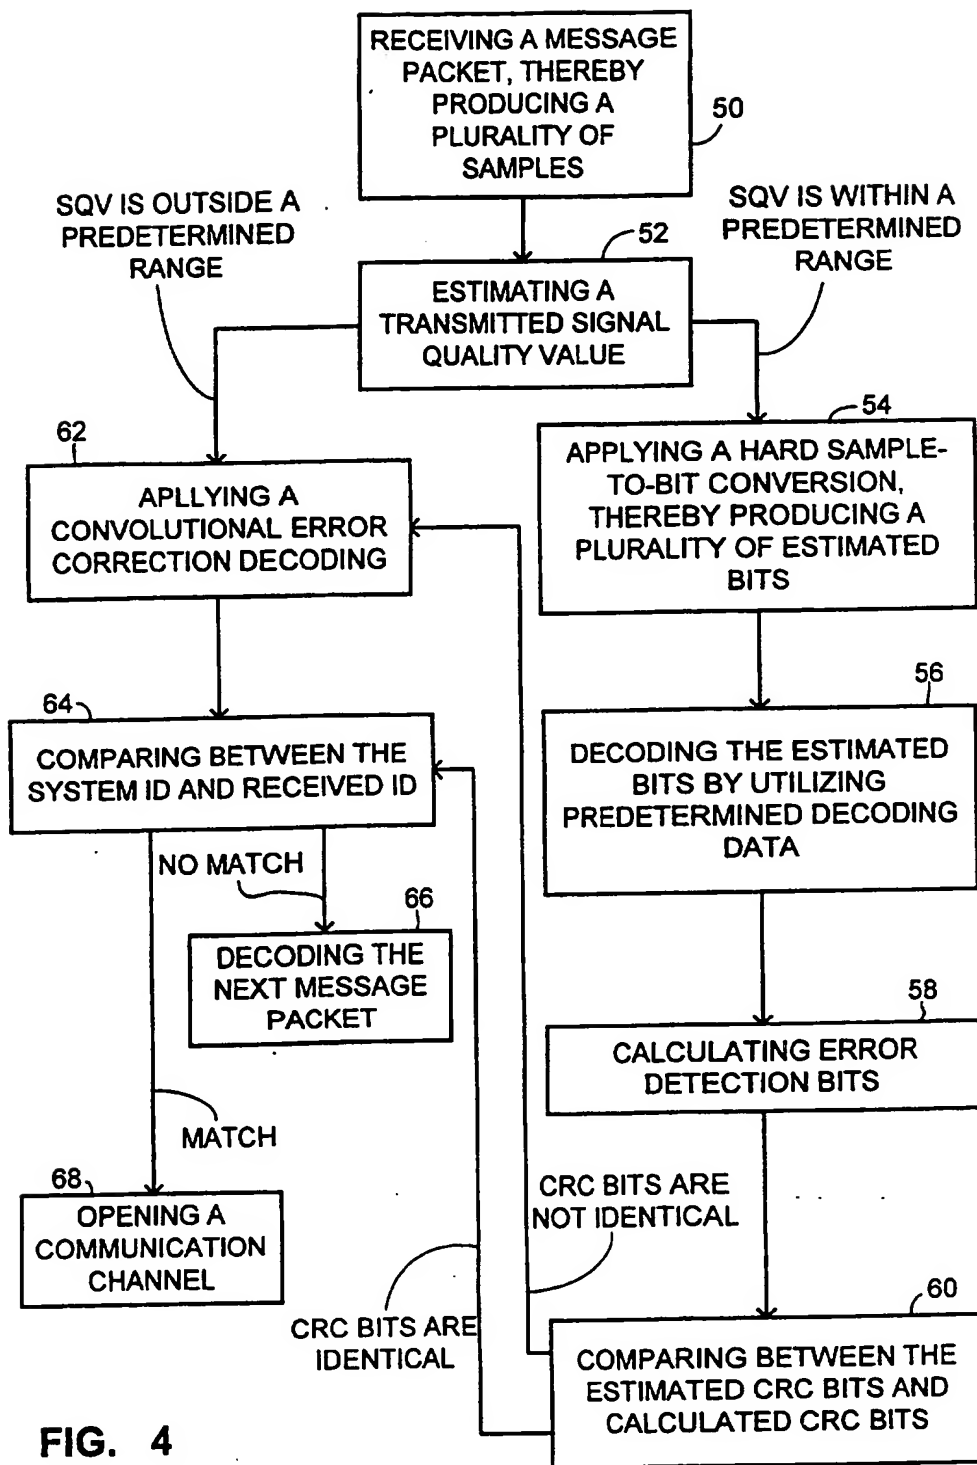 RECEIVING A MESSAGE
PACKET, THEREBY
PRODUCING A
PLURALITY OF
SAMPLES
50
SQV IS OUTSIDE A
PREDETERMINED
RANGE
SQV IS WITHIN A
PREDETERMINED
RANGE
52
ESTIMATING A
TRANSMITTED SIGNAL
QUALITY VALUE
54
APPLYING A HARD SAMPLE-
TO-BIT CONVERSION,
THEREBY PRODUCING A
PLURALITY OF ESTIMATED
BITS
62
APLLYING A
CONVOLUTIONAL ERROR
CORRECTION DECODING
56
DECODING THE ESTIMATED
BITS BY UTILIZING
PREDETERMINED DECODING
DATA
64
COMPARING BETWEEN THE
SYSTEM ID AND RECEIVED ID
NO MATCH
66
DECODING THE
NEXT MESSAGE
PACKET
58
CALCULATING ERROR
DETECTION BITS
MATCH
68
OPENING A
COMMUNICATION
CHANNEL
CRC BITS ARE
NOT IDENTICAL
CRC BITS ARE
IDENTICAL
60
COMPARING BETWEEN THE
ESTIMATED CRC BITS AND
CALCULATED CRC BITS
FIG. 4